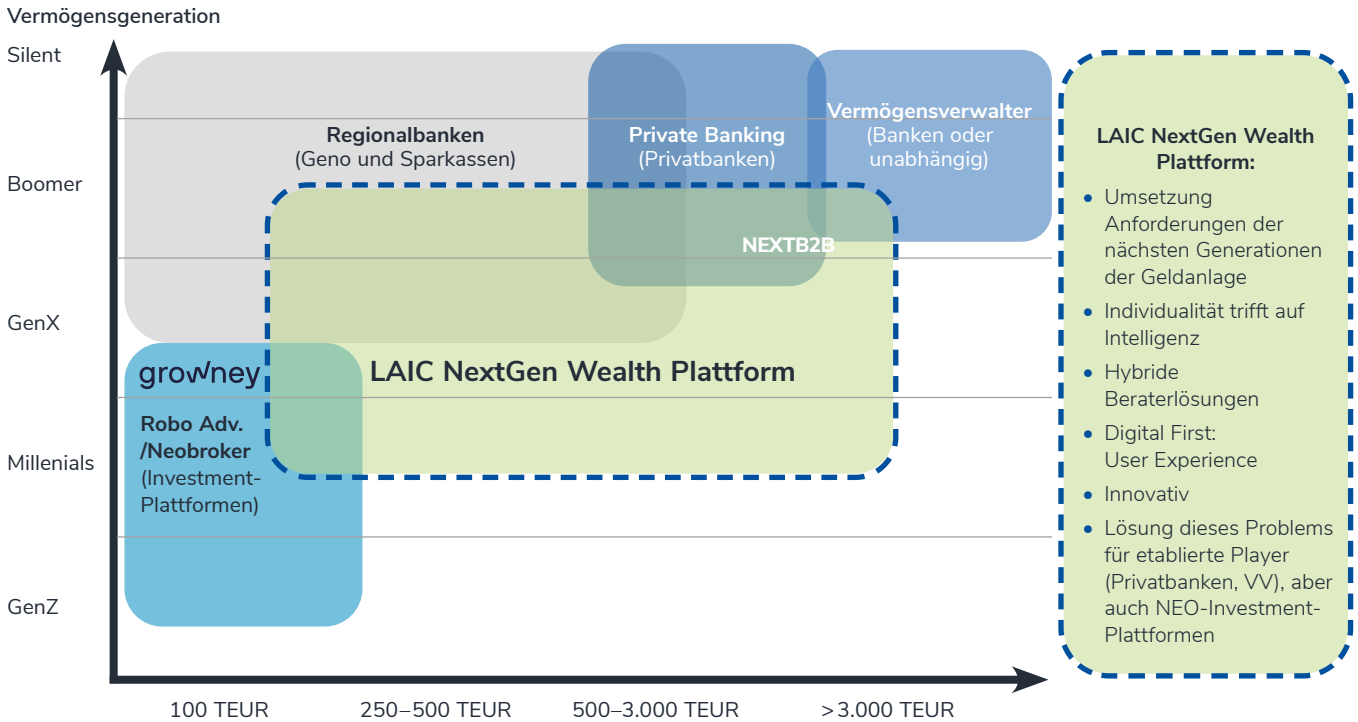 Vermögensgeneration
Silent
Boomer
GenX
Millenials
GenZ
Regionalbanken
(Geno und Sparkassen)
Private Banking
(Privatbanken)
Vermögensverwalter
(Banken oder
unabhängig)
NEXTB2B
LAIC NextGen Wealth Plattform
growney
Robo Adv.
/Neobroker
(Investment-
Plattformen)
100 TEUR
250–500 TEUR
500–3.000 TEUR
> 3.000 TEUR
LAIC NextGen Wealth
Plattform:
• Umsetzung
Anforderungen der
nächsten Generationen
der Geldanlage
• Individualität trifft auf
Intelligenz
• Hybride
Beraterlösungen
• Digital First:
User Experience
• Innovativ
• Lösung dieses Problems
für etablierte Player
(Privatbanken, VV), aber
auch NEO-Investment-
Plattformen